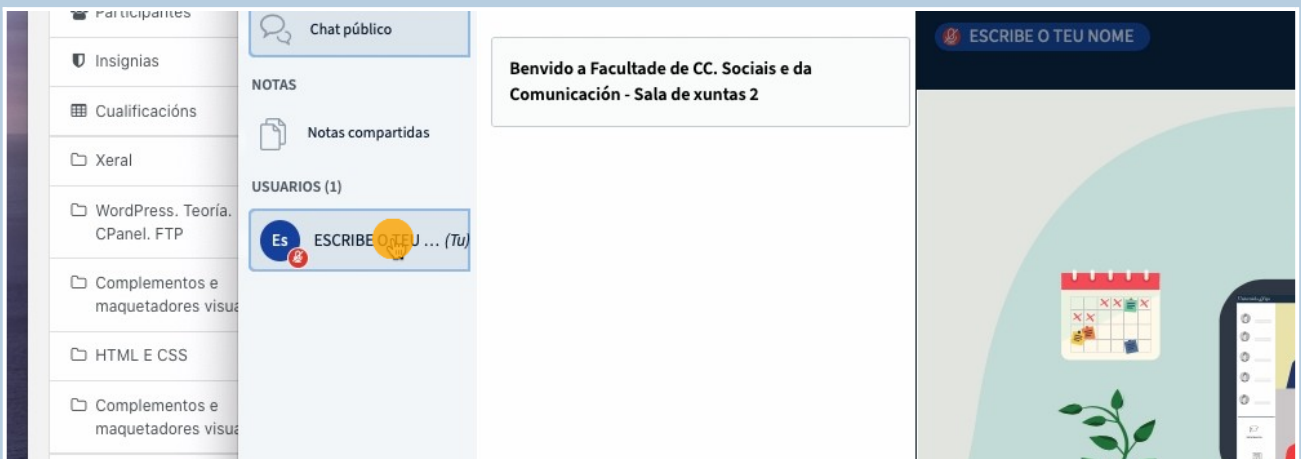 Participantes
Insignias
Cualificacións
Xeral
WordPress. Teoría.
CPanel. FTP
Complementos e
maquetadores visua
HTML E CSS
Complementos e
maquetadores visua
Chat público
NOTAS
Notas compartidas
USUARIOS (1)
Es
ESCRIBE O TEU ... (Tu)
Benvido a Facultade de CC. Sociais e da
Comunicación - Sala de xuntas 2
ESCRIBE O TEU NOME